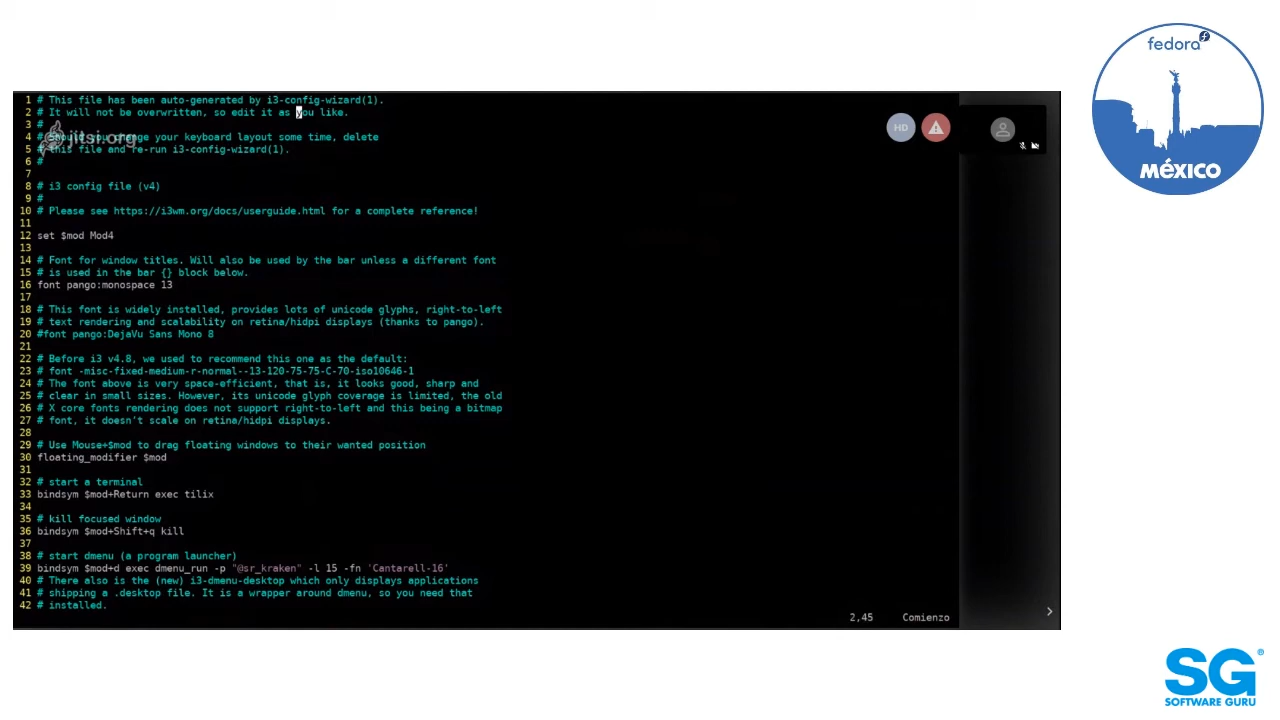 fedora
MÉXICO
1 # This file has been auto-generated by i3-config-wizard(1).
2 # It will not be overwritten, so edit it as you like.
3 #
4 # Should you change your keyboard layout some time, delete
5 # this file and re-run i3-config-wizard(1).
6 #
7
8 # i3 config file (v4)
9 #
10 # Please see https://i3wm.org/docs/userguide.html for a complete reference!
11
12 set $mod Mod4
13
14 # Font for window titles. Will also be used by the bar unless a different font
15 # is used in the bar {} block below.
16 font pango:monospace 13
17
18 # This font is widely installed, provides lots of unicode glyphs, right-to-left
19 # text rendering and scalability on retina/hidpi displays (thanks to pango).
20 #font pango:DejaVu Sans Mono 8
21
22 # Before i3 v4.8, we used to recommend this one as the default:
23 # font -misc-fixed-medium-r-normal--13-120-75-75-C-70-iso10646-1
24 # The font above is very space-efficient, that is, it looks good, sharp and
25 # clear in small sizes. However, its unicode glyph coverage is limited, the old
26 # X core fonts rendering does not support right-to-left and this being a bitmap
27 # font, it doesn't scale on retina/hidpi displays.
28
29 # Use Mouse+$mod to drag floating windows to their wanted position
30 floating_modifier $mod
31
32 # start a terminal
33 bindsym $mod+Return exec tilix
34
35 # kill focused window
36 bindsym $mod+Shift+q kill
37
38 # start dmenu (a program launcher)
39 bindsym $mod+d exec dmenu_run -p "@sr_kraken" -l 15 -fn 'Cantarell-16'
40 # There also is the (new) i3-dmenu-desktop which only displays applications
41 # shipping a .desktop file. It is a wrapper around dmenu, so you need that
42 # installed.
2,45 Comienzo
jitsi.org
HD
SG
SOFTWARE GURU